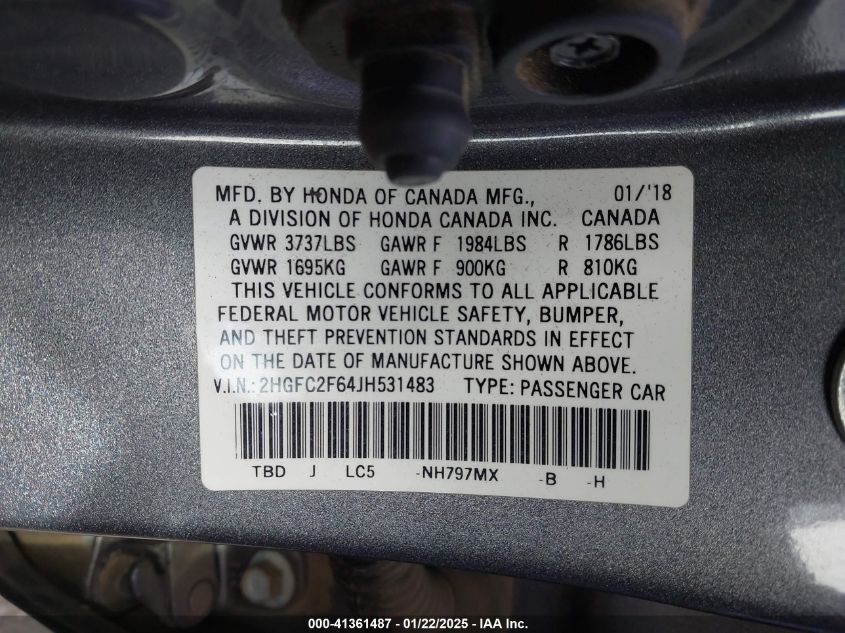 MFD. BY HONDA OF CANADA MFG., 01/'18
A DIVISION OF HONDA CANADA INC. CANADA
GVWR 3737LBS GAWR F 1984LBS R 1786LBS
GVWR 1695KG GAWR F 900KG R 810KG
THIS VEHICLE CONFORMS TO ALL APPLICABLE
FEDERAL MOTOR VEHICLE SAFETY, BUMPER,
AND THEFT PREVENTION STANDARDS IN EFFECT
ON THE DATE OF MANUFACTURE SHOWN ABOVE.
V.I.N.: 2HGFC2F64JH531483 TYPE: PASSENGER CAR
TBD J LC5 -NH797MX -B -H
000-41361487 - 01/22/2025 - IAA Inc.